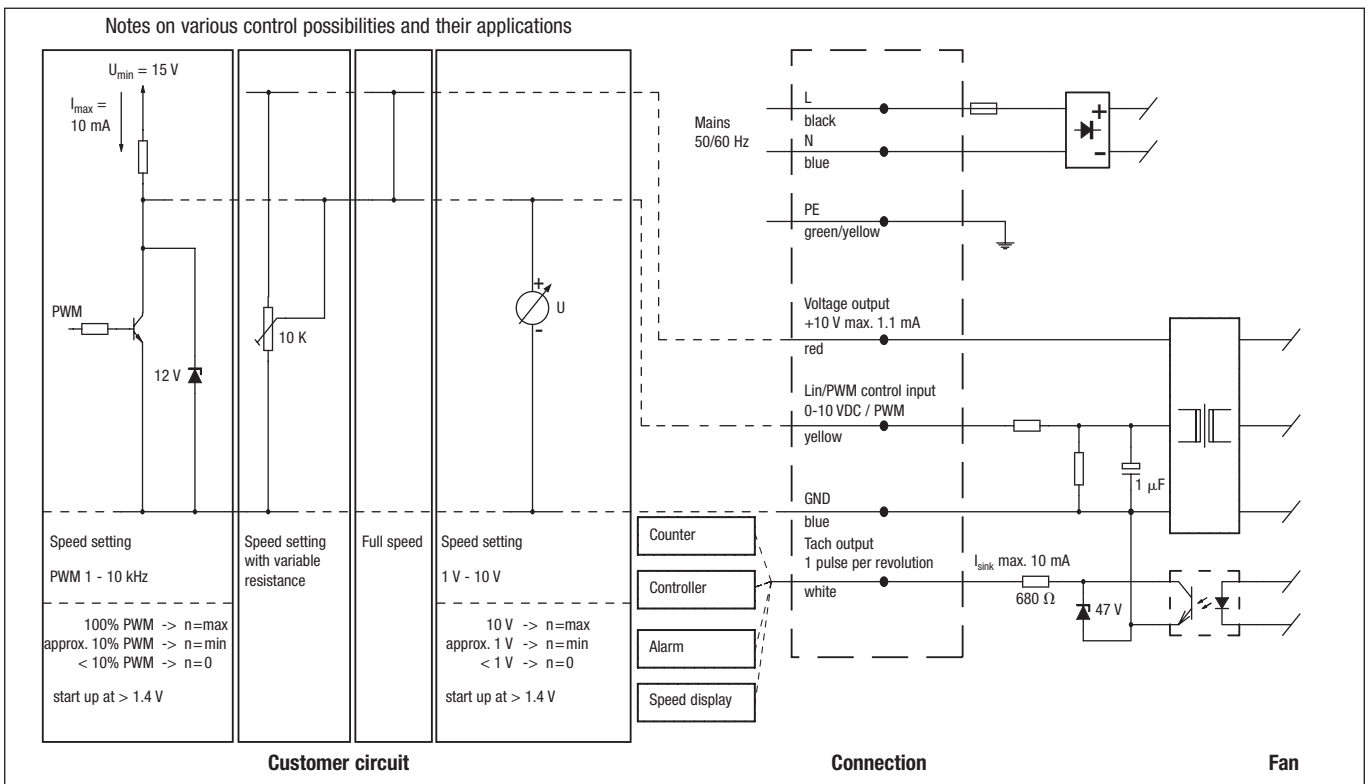 Notes on various control possibilities and their applications
U_min = 15 V
I_max =
10 mA
PWM
12 V
10 K
+
U
-
Speed setting
PWM 1 - 10 kHz
100% PWM -> n=max
approx. 10% PWM -> n=min
< 10% PWM -> n=0
start up at > 1.4 V
Speed setting
with variable
resistance
Full speed
Speed setting
1 V - 10 V
10 V -> n=max
approx. 1 V -> n=min
< 1 V -> n=0
start up at > 1.4 V
Counter
Controller
Alarm
Speed display
Mains
50/60 Hz
L
black
N
blue
+
-
PE
green/yellow
Voltage output
+10 V max. 1.1 mA
red
Lin/PWM control input
0-10 VDC / PWM
yellow
1 µF
GND
blue
Tach output
1 pulse per revolution
white
I_sink max. 10 mA
680 Ω
47 V
Customer circuit
Connection
Fan